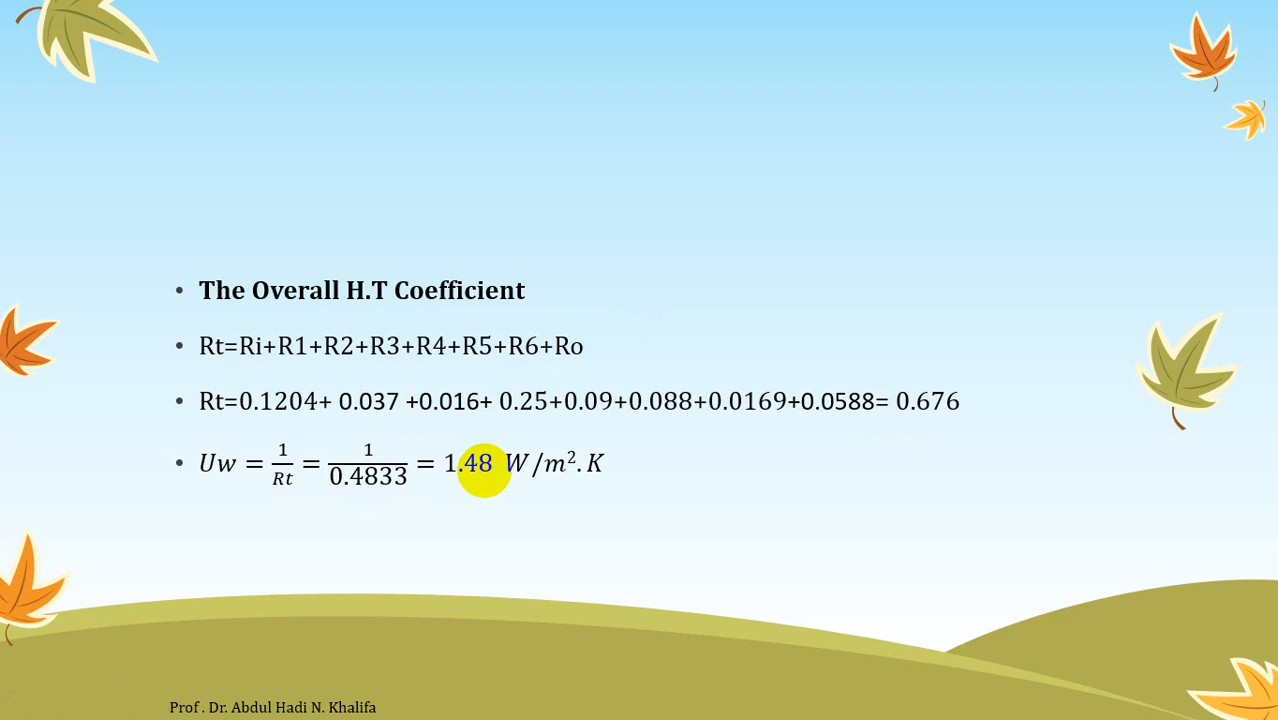 • The Overall H.T Coefficient
• Rt=Ri+R1+R2+R3+R4+R5+R6+Ro
• Rt=0.1204+ 0.037 +0.016+ 0.25+0.09+0.088+0.0169+0.0588= 0.676
• Uw = 1/Rt = 1/0.4833 = 1.48 W/m².K
Prof . Dr. Abdul Hadi N. Khalifa